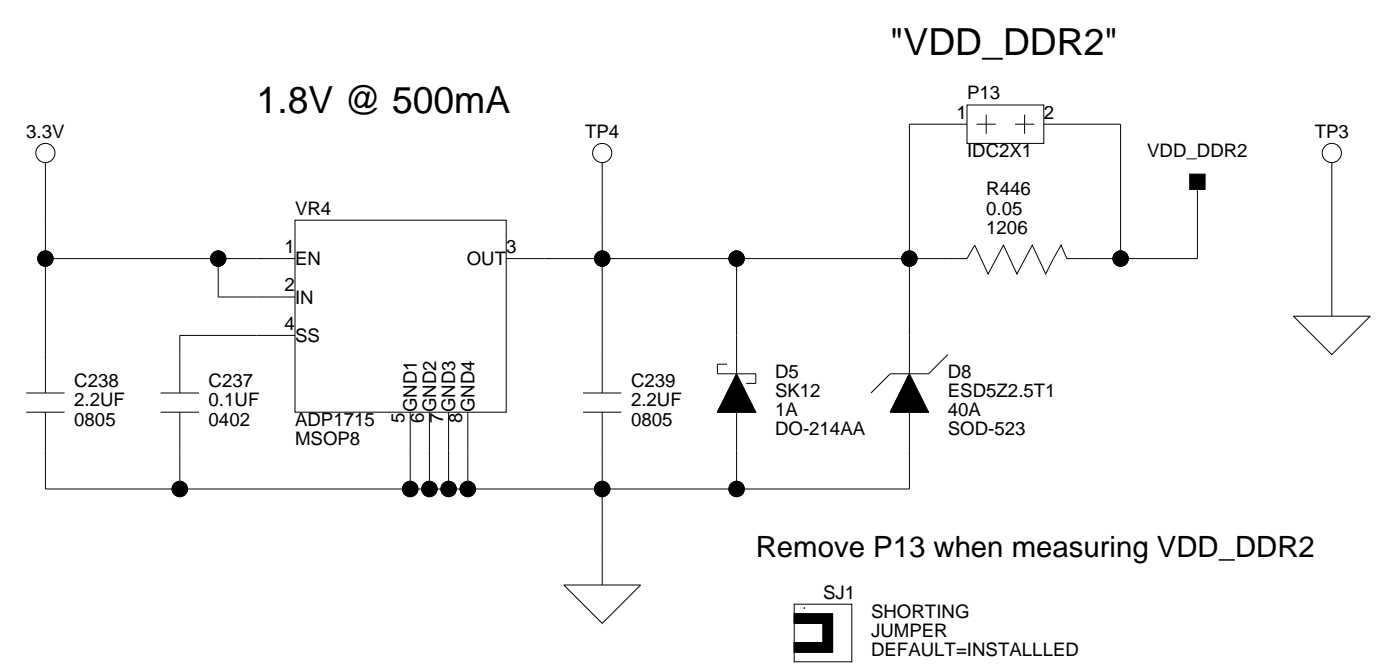 "VDD_DDR2"
1.8V @ 500mA
P13
1
2
IDC2X1
3.3V
TP4
VDD_DDR2
TP3
R446
0.05
1206
VR4
1
EN
OUT
3
2
IN
4
SS
C238
2.2UF
0805
C237
0.1UF
0402
GND1
GND2
GND3
GND4
5
6
7
8
ADP1715
MSOP8
C239
2.2UF
0805
D5
SK12
1A
DO-214AA
D8
ESD5Z2.5T1
40A
SOD-523
Remove P13 when measuring VDD_DDR2
SJ1
SHORTING
JUMPER
DEFAULT=INSTALLLED